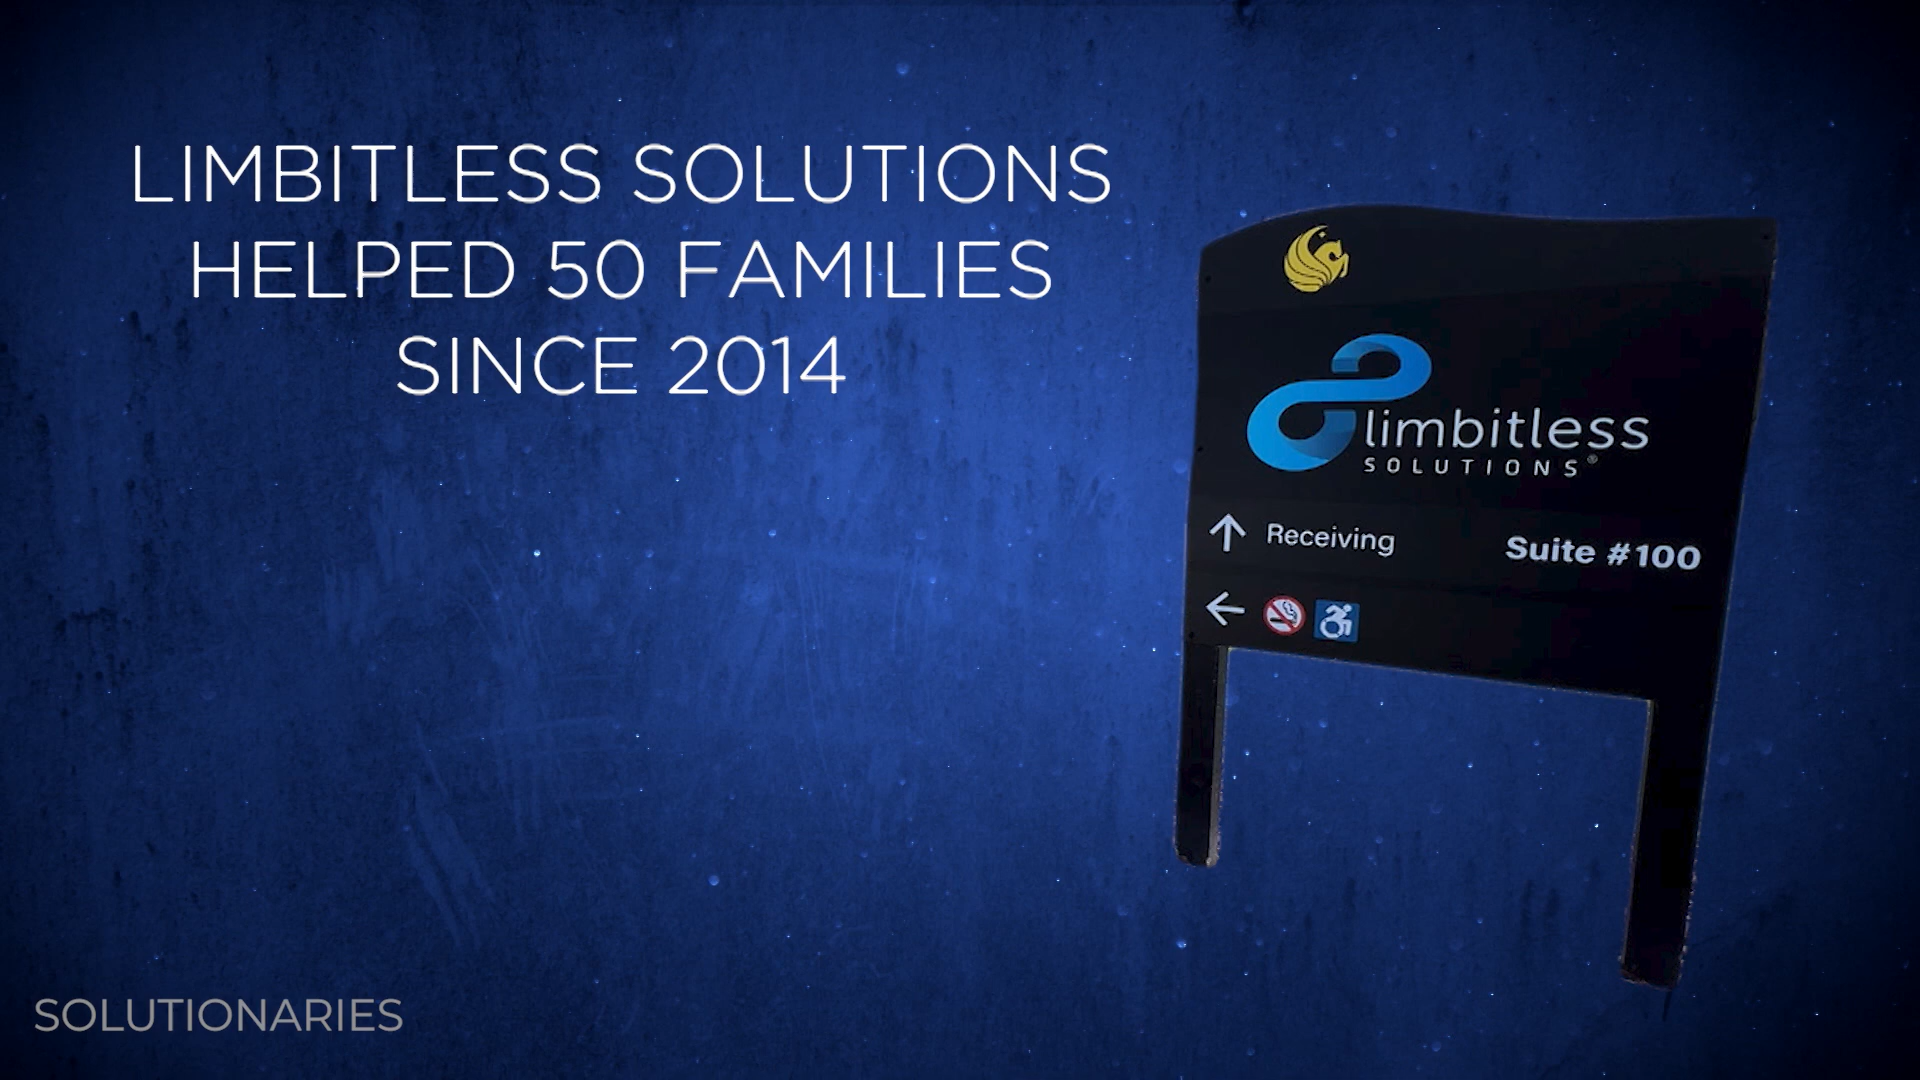 LIMBITLESS SOLUTIONS
HELPED 50 FAMILIES
SINCE 2014
limbitless
SOLUTIONS®
Receiving
Suite #100
SOLUTIONARIES